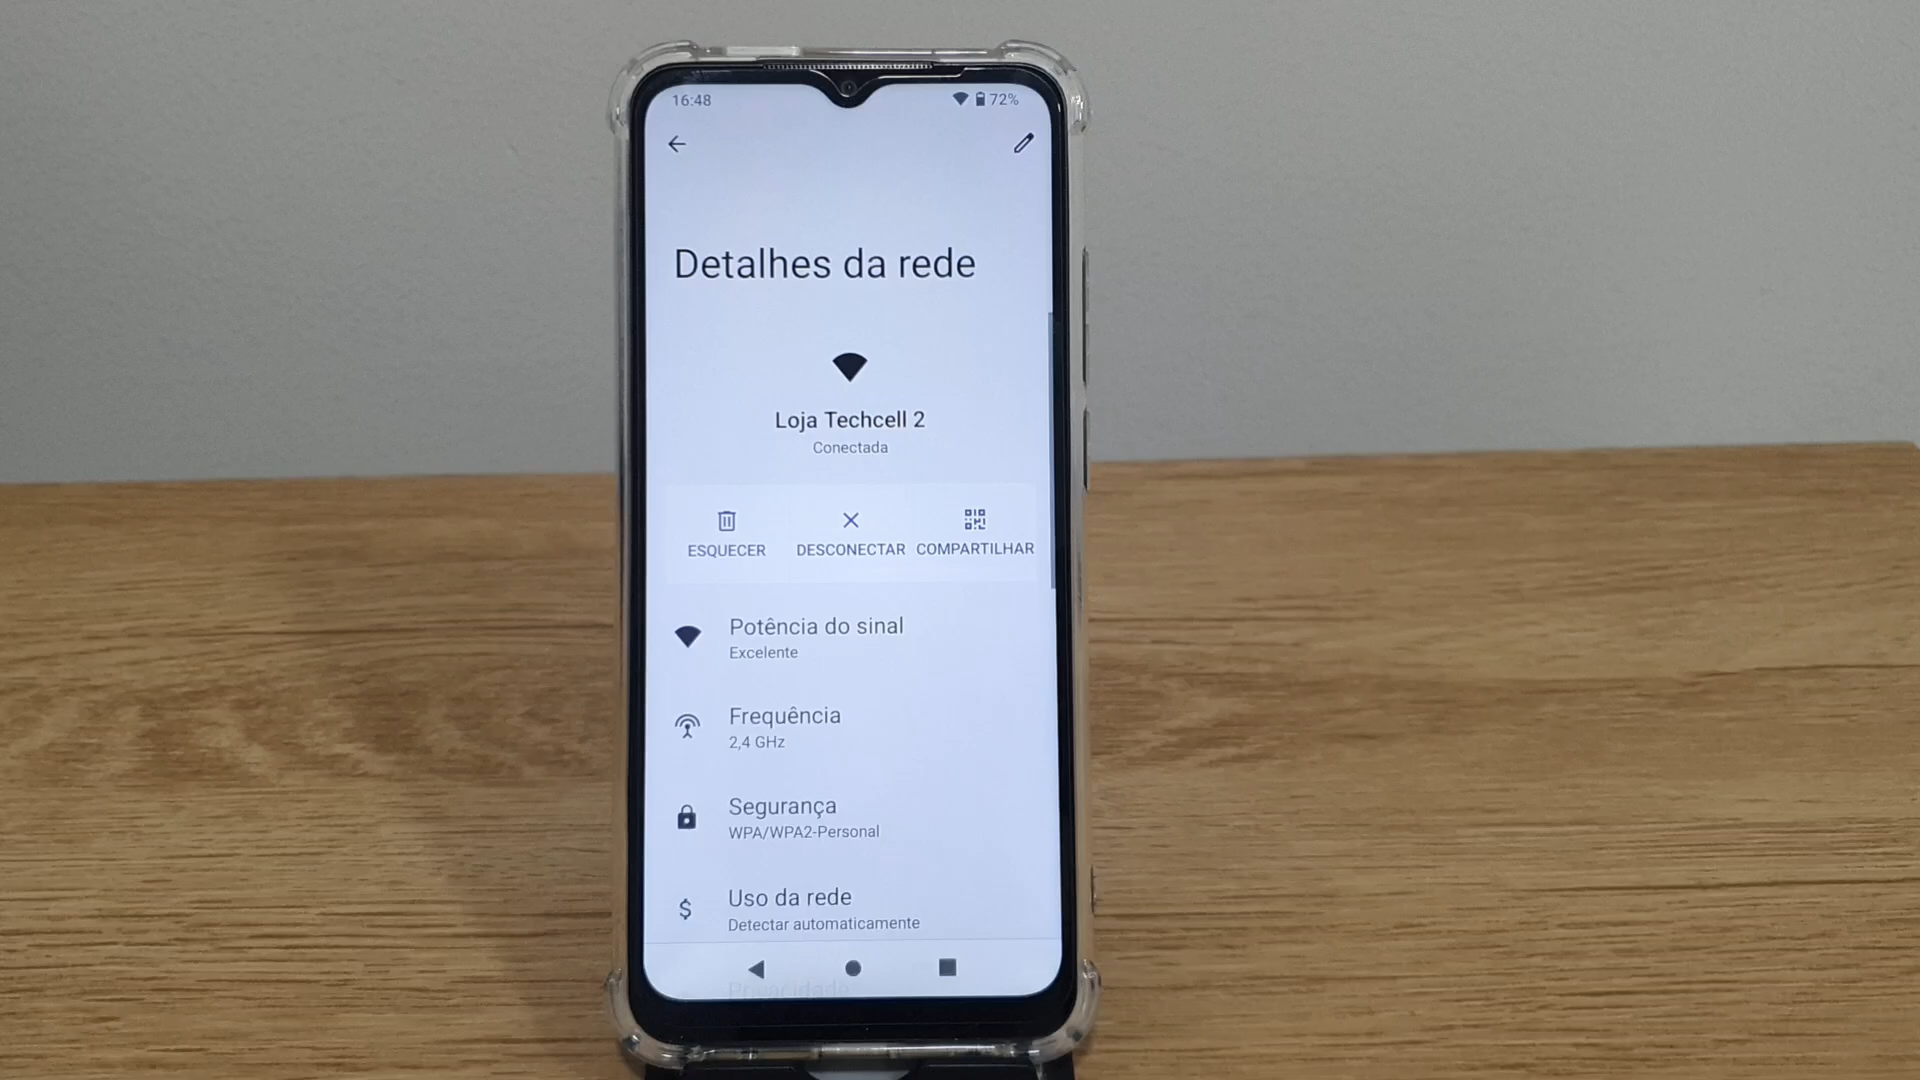 16:48
72%
Detalhes da rede
Loja Techcell 2
Conectada
ESQUECER
DESCONECTAR
COMPARTILHAR
Potência do sinal
Excelente
Frequência
2,4 GHz
Segurança
WPA/WPA2-Personal
Uso da rede
Detectar automaticamente
Privacidade